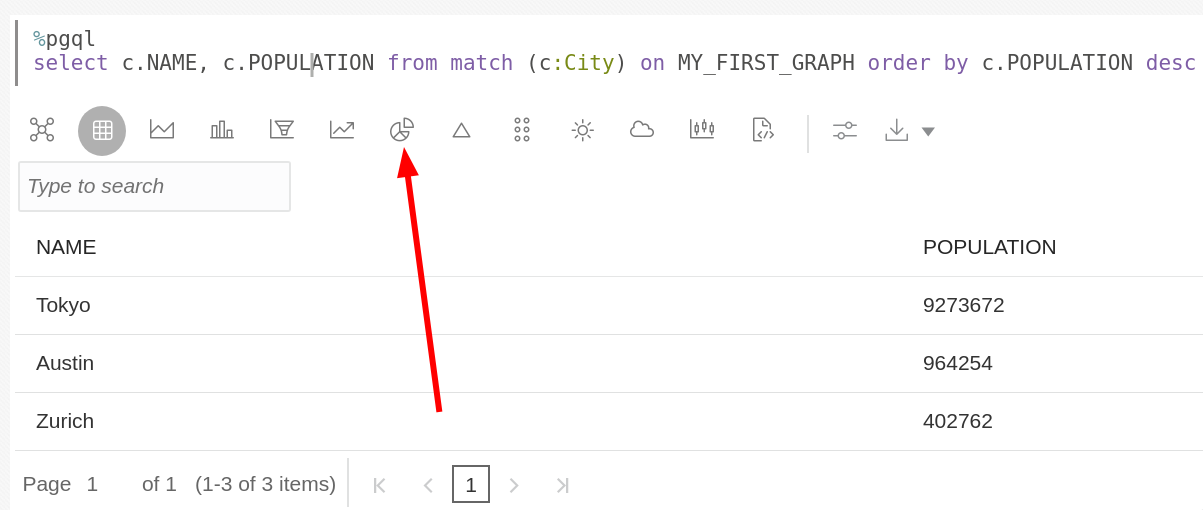 %pgql
select c.NAME, c.POPULATION from match (c:City) on MY_FIRST_GRAPH order by c.POPULATION desc
Type to search
NAME POPULATION
Tokyo 9273672
Austin 964254
Zurich 402762
Page 1 of 1 (1-3 of 3 items) 1